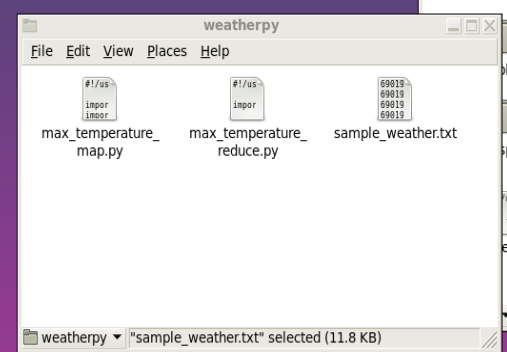 weatherpy
File Edit View Places Help
#!/us
impor
impor
#!/us
impor
69019
69019
69019
69019
max_temperature_
map.py
max_temperature_
reduce.py
sample_weather.txt
weatherpy "sample_weather.txt" selected (11.8 KB)